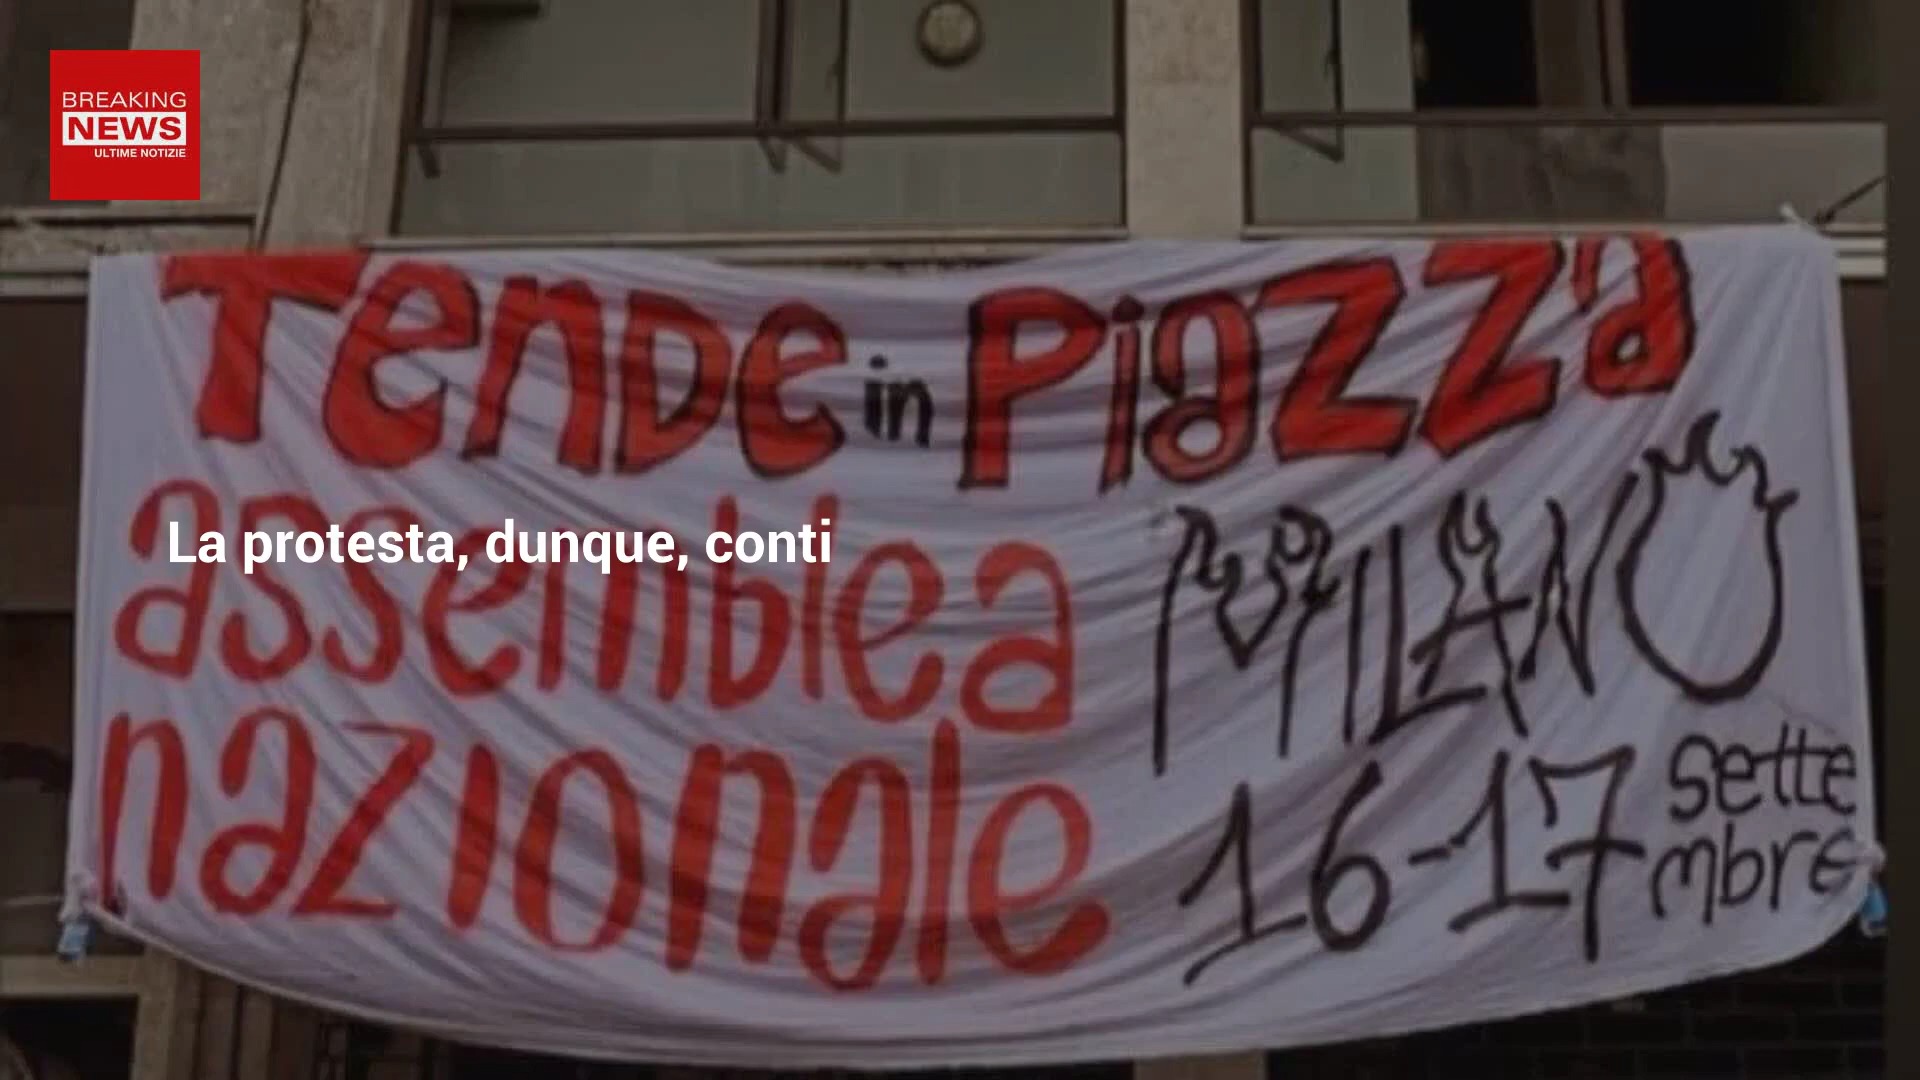 BREAKING
NEWS
ULTIME NOTIZIE
Tende in Piazza
assemblea
nazionale
MILANO
16-17 sette
mbre
La protesta, dunque, conti